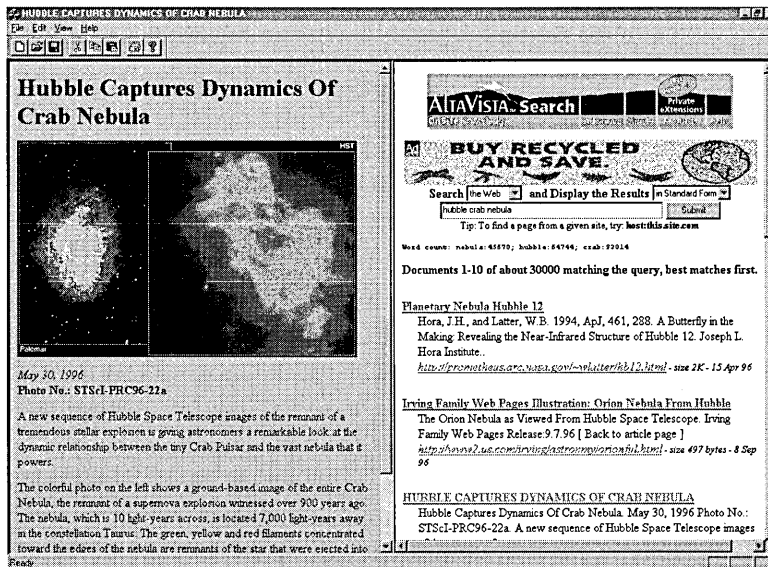 HUBBLE CAPTURES DYNAMICS OF CRAB NEBULA
File Edit View Help
Hubble Captures Dynamics Of
Crab Nebula
HST
Palomar
May 30, 1996
Photo No.: STScI-PRC96-22a
A new sequence of Hubble Space Telescope images of the remnant of a
tremendous stellar explosion is giving astronomers a remarkable look at the
dynamic relationship between the tiny Crab Pulsar and the vast nebula that it
powers.
The colorful photo on the left shows a ground-based image of the entire Crab
Nebula, the remnant of a supernova explosion witnessed over 900 years ago.
The nebula, which is 10 light-years across, is located 7,000 light-years away
in the constellation Taurus. The green, yellow and red filaments concentrated
toward the edges of the nebula are remnants of the star that were ejected into
Ready
ALTAVISTA Search
Private
eXtensions
Ad
BUY RECYCLED
AND SAVE.
Search the Web and Display the Results in Standard Form
hubble crab nebula Submit
Tip: To find a page from a given site, try: host:this.site.com
Word count: nebula:45870; hubble:64744; crab:92014
Documents 1-10 of about 30000 matching the query, best matches first.
Planetary Nebula Hubble 12
Hora, J.H., and Latter, W.B. 1994, ApJ, 461, 288. A Butterfly in the
Making: Revealing the Near-Infrared Structure of Hubble 12. Joseph L.
Hora Institute..
http://prometheus.arc.nasa.gov/~wlatter/hb12.html - size 2K - 15 Apr 96
Irving Family Web Pages Illustration: Orion Nebula From Hubble
The Orion Nebula as Viewed From Hubble Space Telescope. Irving
Family Web Pages Release:9.7.96 [ Back to article page ]
- size 497 bytes - 8 Sep
96
HUBBLE CAPTURES DYNAMICS OF CRAB NEBULA
Hubble Captures Dynamics Of Crab Nebula. May 30, 1996 Photo No.:
STScI-PRC96-22a. A new sequence of Hubble Space Telescope images